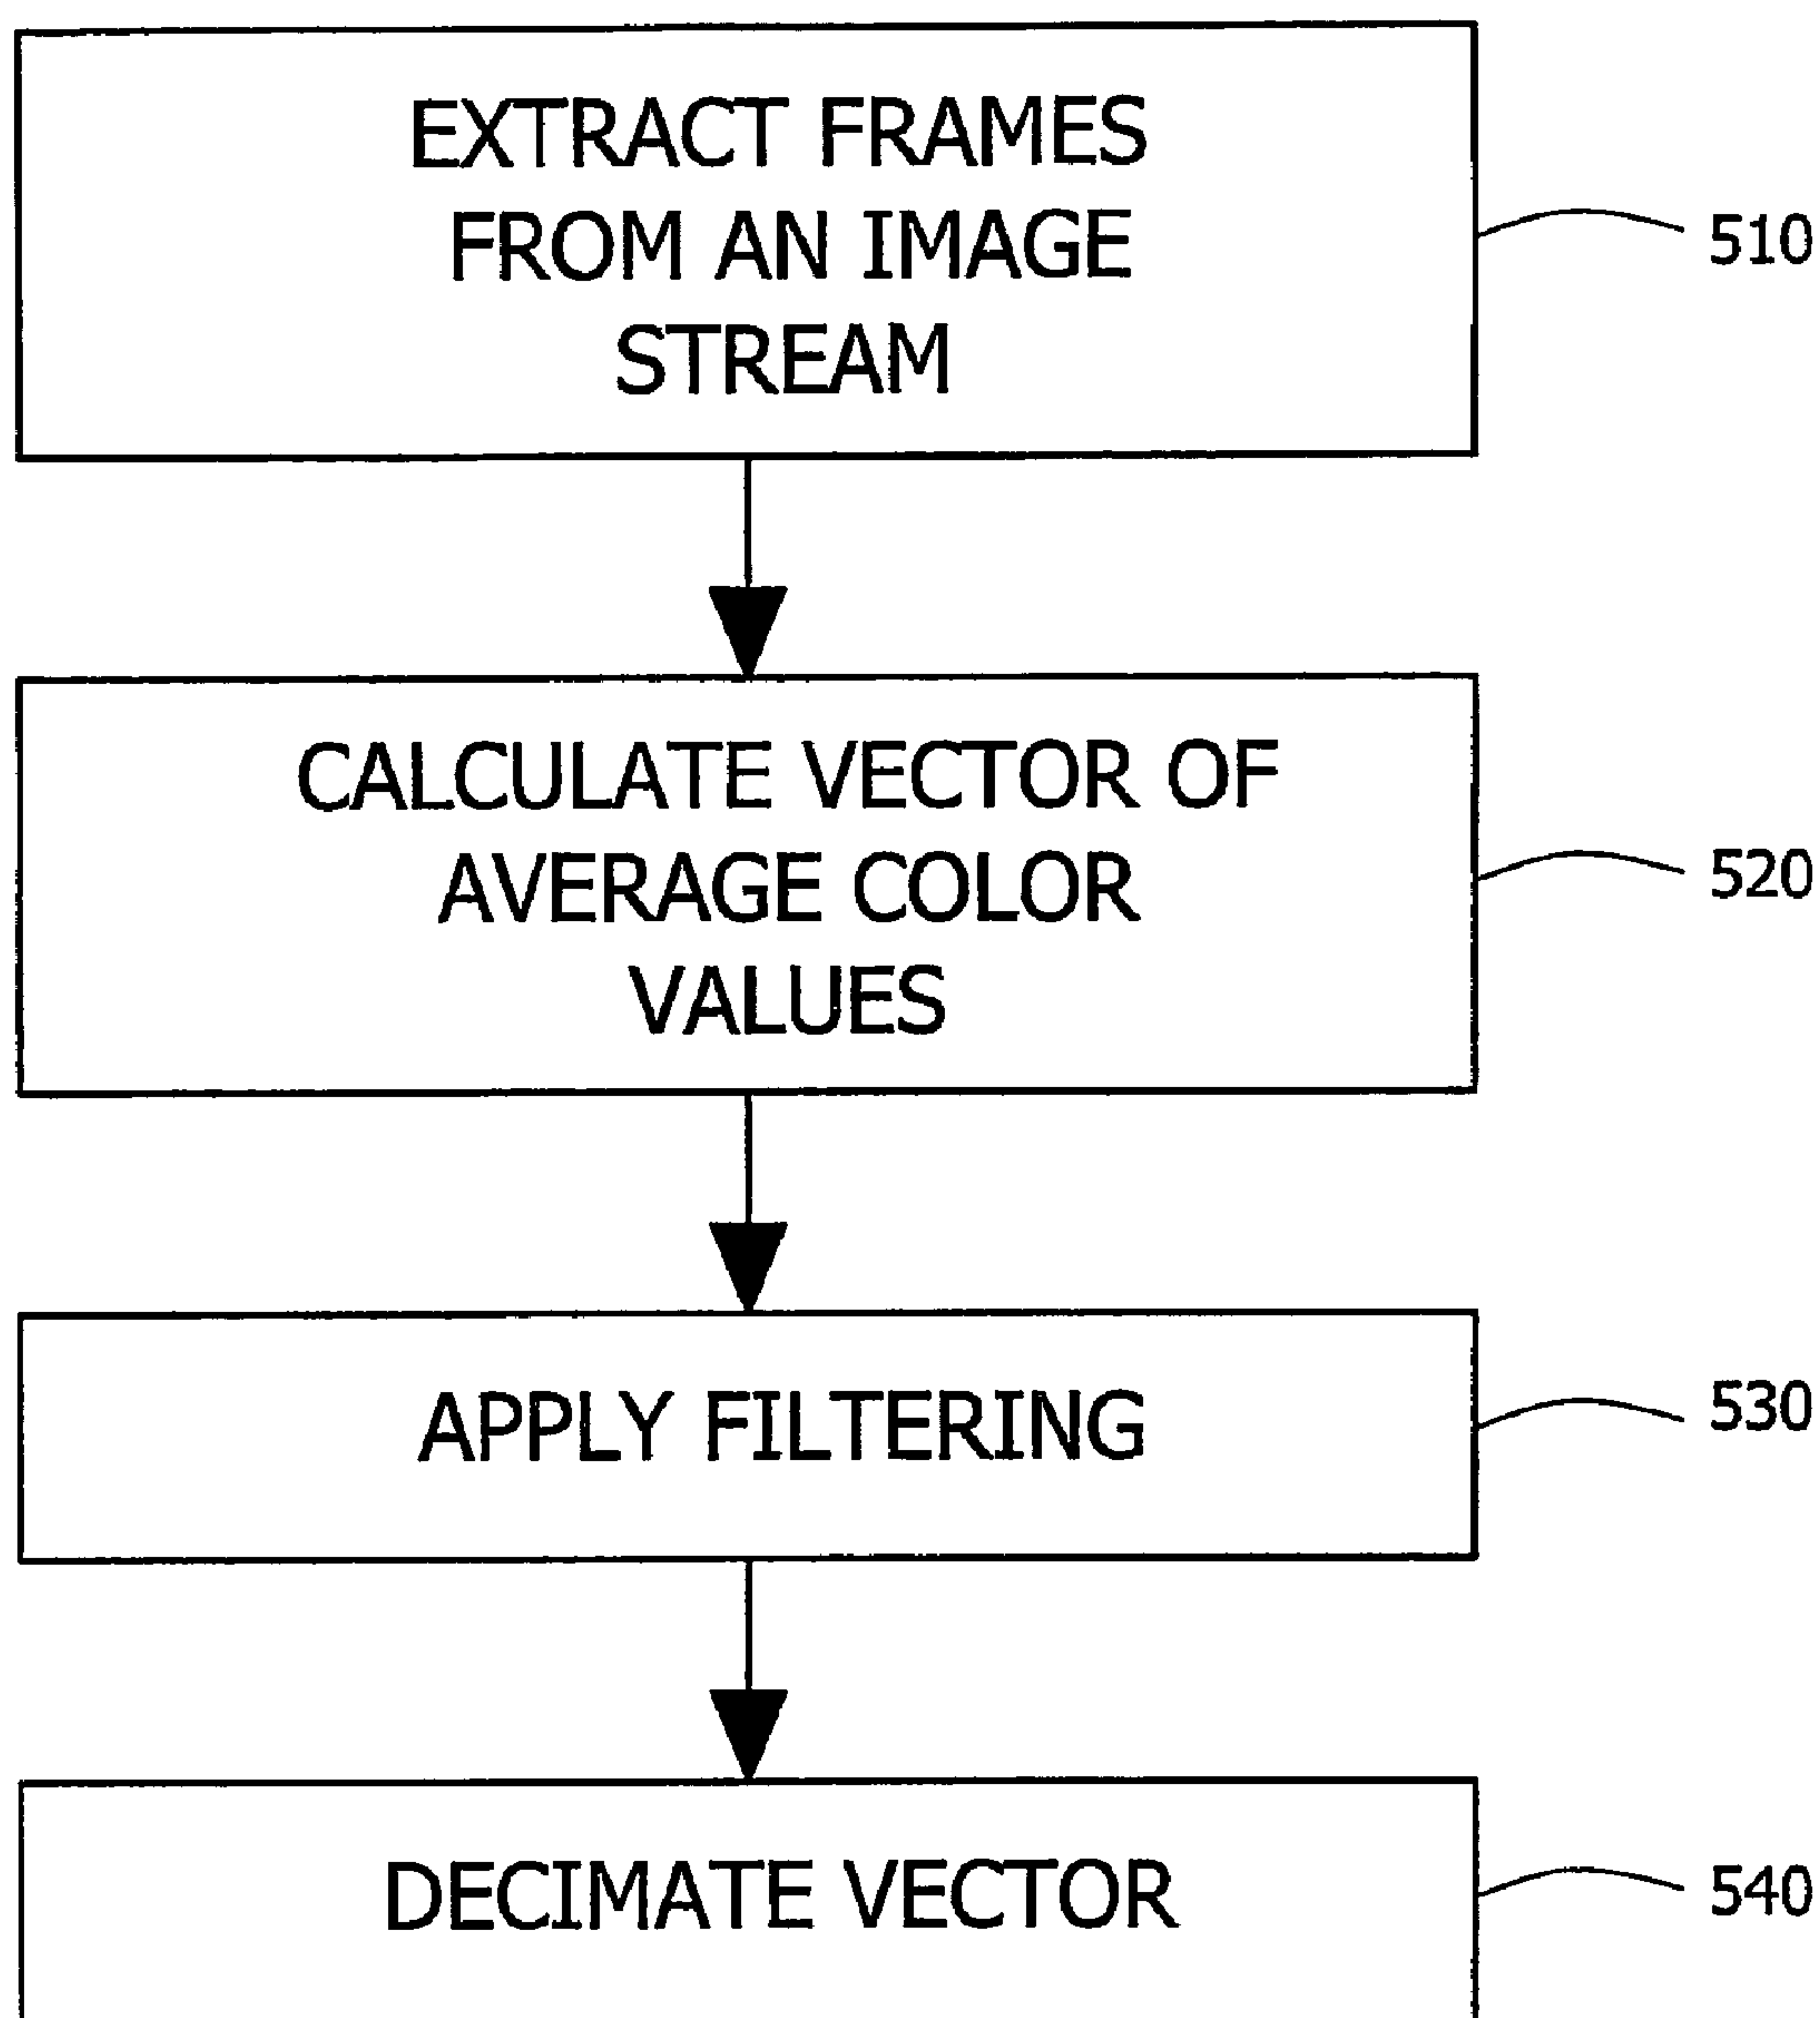 EXTRACT FRAMES
FROM AN IMAGE
STREAM
510
CALCULATE VECTOR OF
AVERAGE COLOR
VALUES
520
APPLY FILTERING
530
DECIMATE VECTOR
540